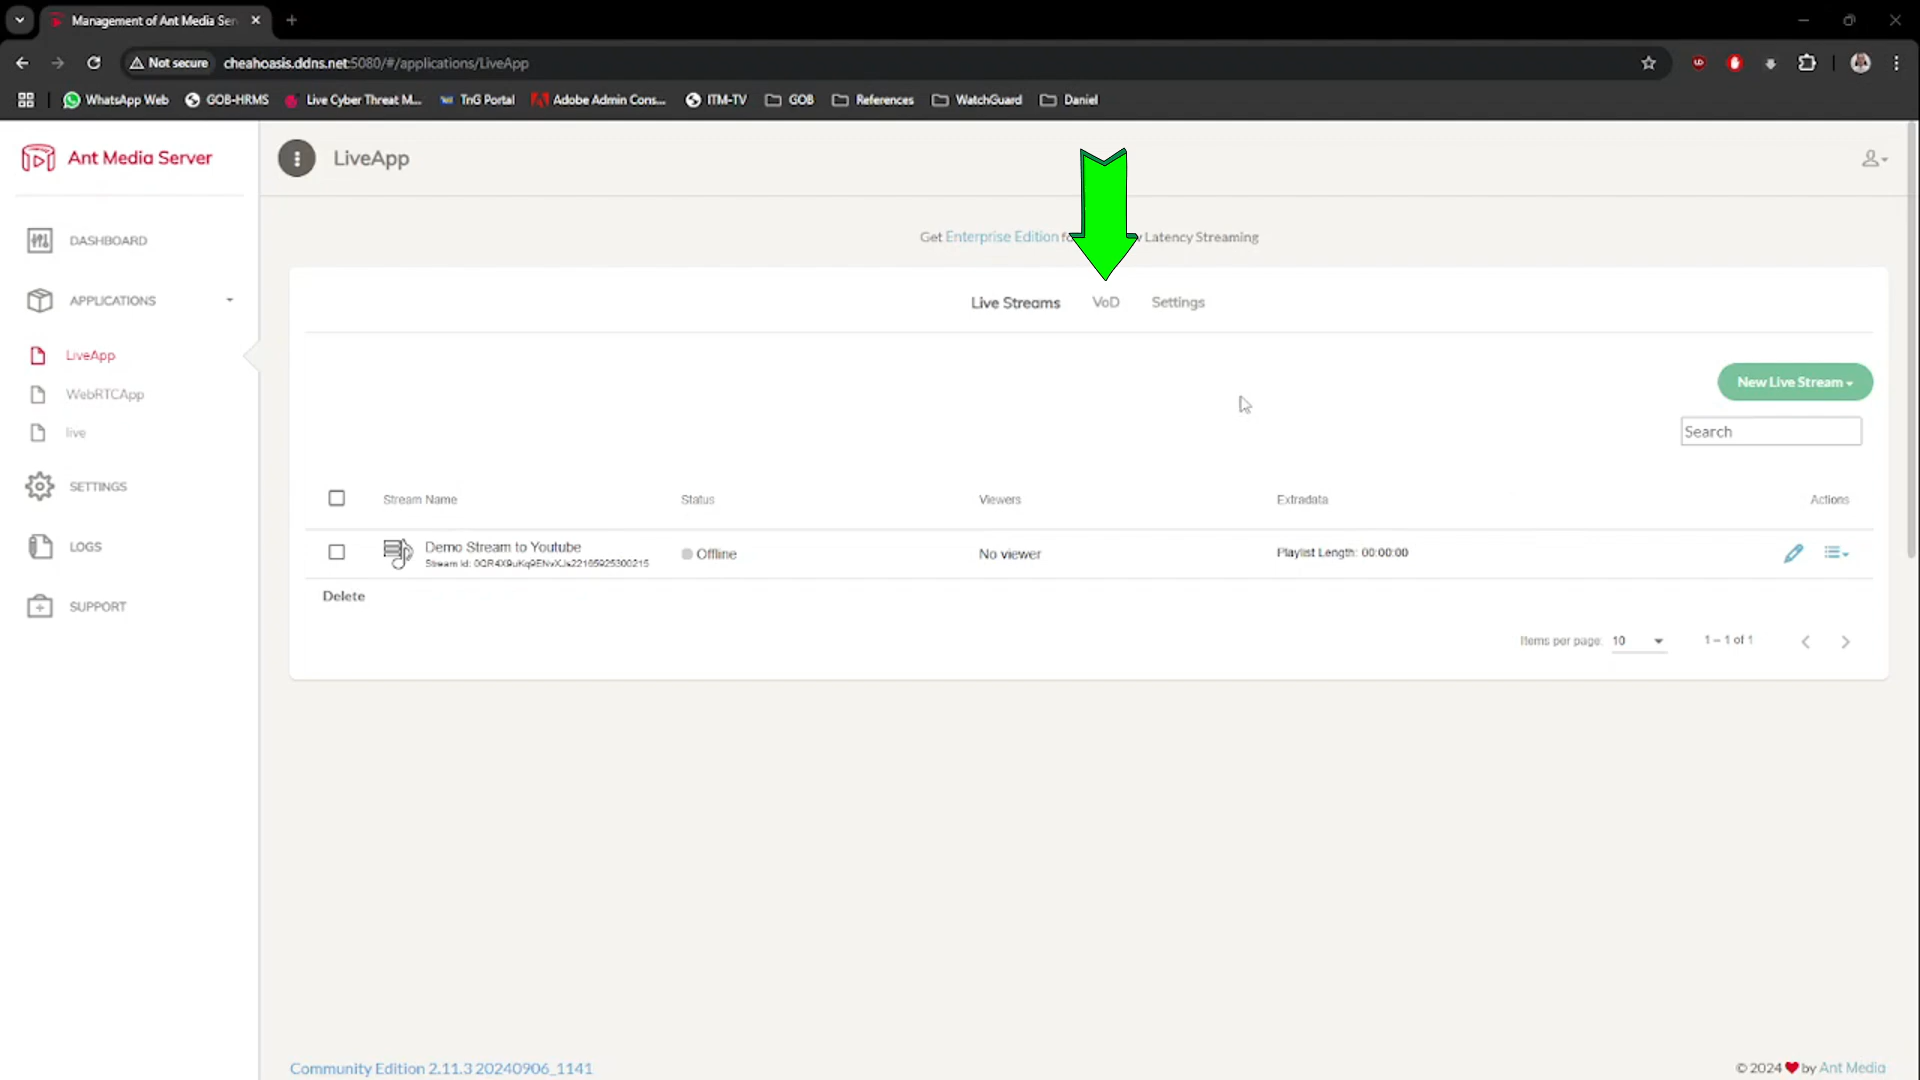 Management of Ant Media Ser
Not secure
cheahoasis.ddns.net:5080/#/applications/LiveApp
WhatsApp Web
GOB-HRMS
Live Cyber Threat M...
TnG Portal
Adobe Admin Cons...
ITM-TV
GOB
References
WatchGuard
Daniel
Ant Media Server
LiveApp
DASHBOARD
APPLICATIONS
LiveApp
WebRTCApp
live
SETTINGS
LOGS
SUPPORT
Get Enterprise Edition Latency Streaming
Live Streams VoD Settings
New Live Stream
Search
Stream Name Status Viewers Extradata Actions
Demo Stream to Youtube Offline No viewer Playlist Length: 00:00:00
Stream Id:
Delete
Items per page: 10 1 – 1 of 1
Community Edition 2.11.3 20240906_1141
© 2024 ❤ by Ant Media